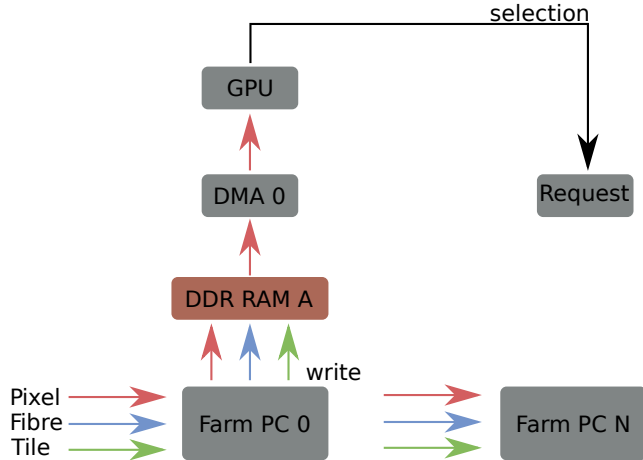 selection
GPU
DMA 0
Request
DDR RAM A
write
Pixel
Fibre
Tile
Farm PC 0
Farm PC N